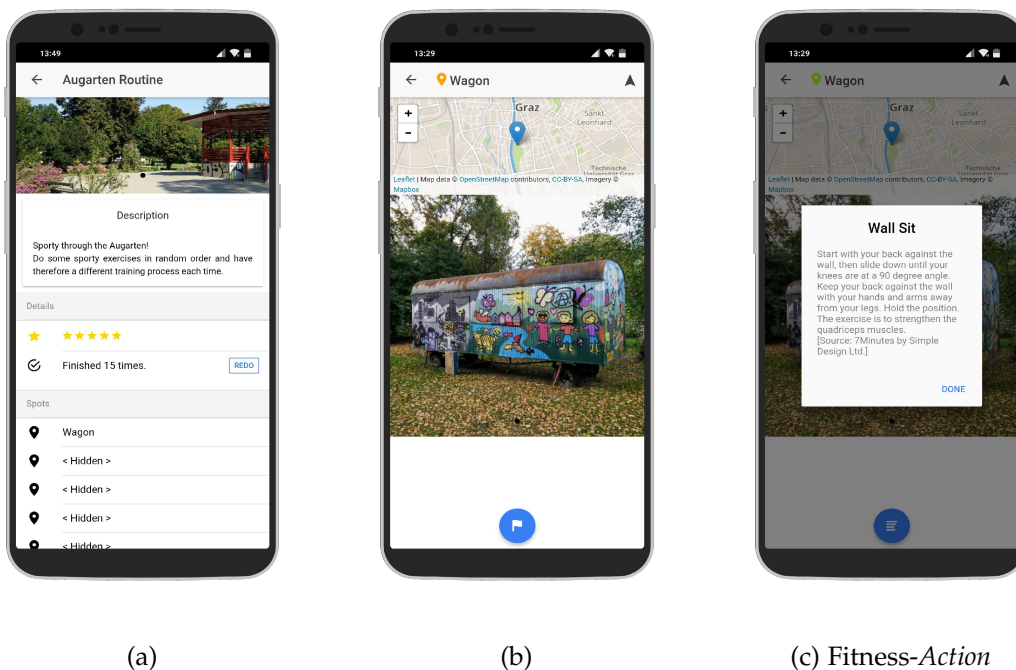 13:49
Augarten Routine
Description
Sporty through the Augarten!
Do some sporty exercises in random order and have
therefore a different training process each time.
Details
Finished 15 times.
REDO
Spots
Wagon
< Hidden >
< Hidden >
< Hidden >
< Hidden >
(a)
13:29
Wagon
+
-
Graz
Sankt
Leonhard
Technische
Universität Graz
Leaflet | Map data © OpenStreetMap contributors, CC-BY-SA, Imagery ©
Mapbox
(b)
13:29
Wagon
+
-
Graz
Sankt
Leonhard
Technische
Universität Graz
Leaflet | Map data © OpenStreetMap contributors, CC-BY-SA, Imagery ©
Mapbox
Wall Sit
Start with your back against the
wall, then slide down until your
knees are at a 90 degree angle.
Keep your back against the wall
with your hands and arms away
from your legs. Hold the position.
The exercise is to strengthen the
quadriceps muscles.
[Source: 7Minutes by Simple
Design Ltd.]
DONE
(c) Fitness-Action